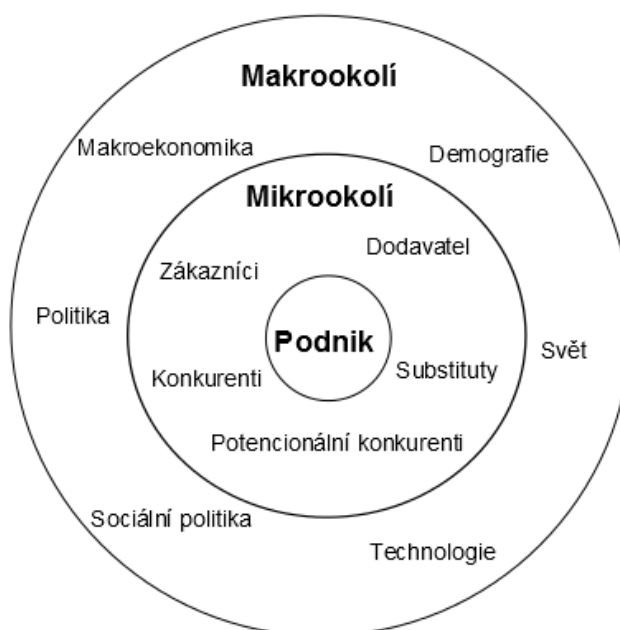 Makrookolí
Makroekonomika
Demografie
Mikrookolí
Dodavatel
Zákazníci
Politika
Podnik
Svět
Konkurenti
Substituty
Potencionální konkurenti
Sociální politika
Technologie